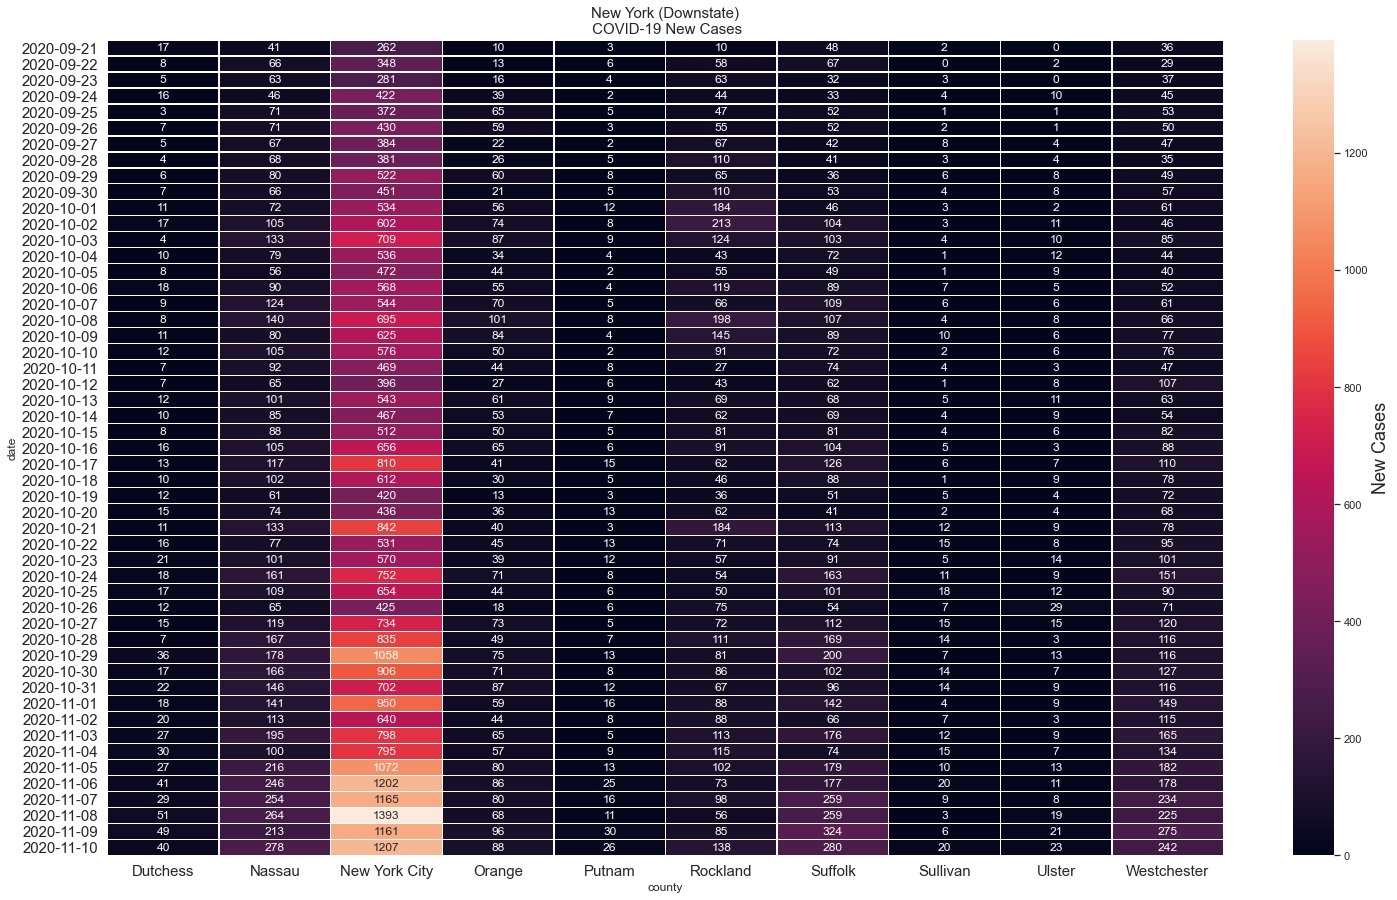 New York (Downstate)
COVID-19 New Cases
2020-09-21 17 41 262 10 3 10 48 2 0 36
2020-09-22 8 66 348 13 6 58 67 0 2 29
2020-09-23 5 63 281 16 4 63 32 3 0 37
2020-09-24 16 46 422 39 2 44 33 4 10 45
2020-09-25 3 71 372 65 5 47 52 1 1 53
2020-09-26 7 71 430 59 3 55 52 2 1 50
2020-09-27 5 67 384 22 2 67 42 8 4 47
2020-09-28 4 68 381 26 5 110 41 3 4 35
2020-09-29 6 80 522 60 8 65 36 6 8 49
2020-09-30 7 66 451 21 5 110 53 4 8 57
2020-10-01 11 72 534 56 12 184 46 3 2 61
2020-10-02 17 105 602 74 8 213 104 3 11 46
2020-10-03 4 133 709 87 9 124 103 4 10 85
2020-10-04 10 79 536 34 4 43 72 1 12 44
2020-10-05 8 56 472 44 2 55 49 1 9 40
2020-10-06 18 90 568 55 4 119 89 7 5 52
2020-10-07 9 124 544 70 5 66 109 6 6 61
2020-10-08 8 140 695 101 8 198 107 4 8 66
2020-10-09 11 80 625 84 4 145 89 10 6 77
2020-10-10 12 105 576 50 2 91 72 2 6 76
2020-10-11 7 92 469 44 8 27 74 4 3 47
2020-10-12 7 65 396 27 6 43 62 1 8 107
2020-10-13 12 101 543 61 9 69 68 5 11 63
2020-10-14 10 85 467 53 7 62 69 4 9 54
2020-10-15 8 88 512 50 5 81 81 4 6 82
2020-10-16 16 105 656 65 6 91 104 5 3 88
2020-10-17 13 117 810 41 15 62 126 6 7 110
2020-10-18 10 102 612 30 5 46 88 1 9 78
2020-10-19 12 61 420 13 3 36 51 5 4 72
2020-10-20 15 74 436 36 13 62 41 2 4 68
2020-10-21 11 133 842 40 3 184 113 12 9 78
2020-10-22 16 77 531 45 13 71 74 15 8 95
2020-10-23 21 101 570 39 12 57 91 5 14 101
2020-10-24 18 161 752 71 8 54 163 11 9 151
2020-10-25 17 109 654 44 6 50 101 18 12 90
2020-10-26 12 65 425 18 6 75 54 7 29 71
2020-10-27 15 119 734 73 5 72 112 15 15 120
2020-10-28 7 167 835 49 7 111 169 14 3 116
2020-10-29 36 178 1058 75 13 81 200 7 13 116
2020-10-30 17 166 906 71 8 86 102 14 7 127
2020-10-31 22 146 702 87 12 67 96 14 9 116
2020-11-01 18 141 950 59 16 88 142 4 9 149
2020-11-02 20 113 640 44 8 88 66 7 3 115
2020-11-03 27 195 798 65 5 113 176 12 9 165
2020-11-04 30 100 795 57 9 115 74 15 7 134
2020-11-05 27 216 1072 80 13 102 179 10 13 182
2020-11-06 41 246 1202 86 25 73 177 20 11 178
2020-11-07 29 254 1165 80 16 98 259 9 8 234
2020-11-08 51 264 1393 68 11 56 259 3 19 225
2020-11-09 49 213 1161 96 30 85 324 6 21 275
2020-11-10 40 278 1207 88 26 138 280 20 23 242
Dutchess Nassau New York City Orange Putnam Rockland Suffolk Sullivan Ulster Westchester
county
date
1200
1000
800
600
400
200
0
New Cases